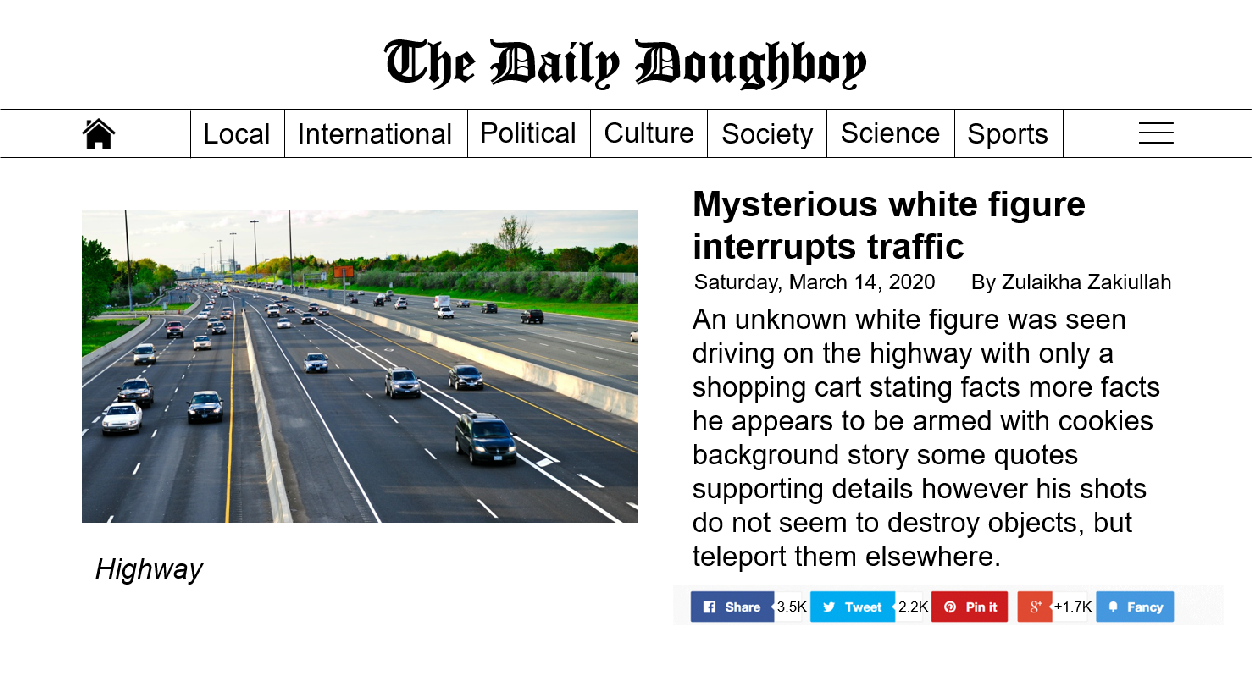 The Daily Doughboy
Local International Political Culture Society Science Sports
Mysterious white figure
interrupts traffic
Saturday, March 14, 2020 By Zulaikha Zakiullah
An unknown white figure was seen
driving on the highway with only a
shopping cart stating facts more facts
he appears to be armed with cookies
background story some quotes
supporting details however his shots
do not seem to destroy objects, but
teleport them elsewhere.
Highway
Share 3.5K Tweet 2.2K Pin it g+ +1.7K Fancy